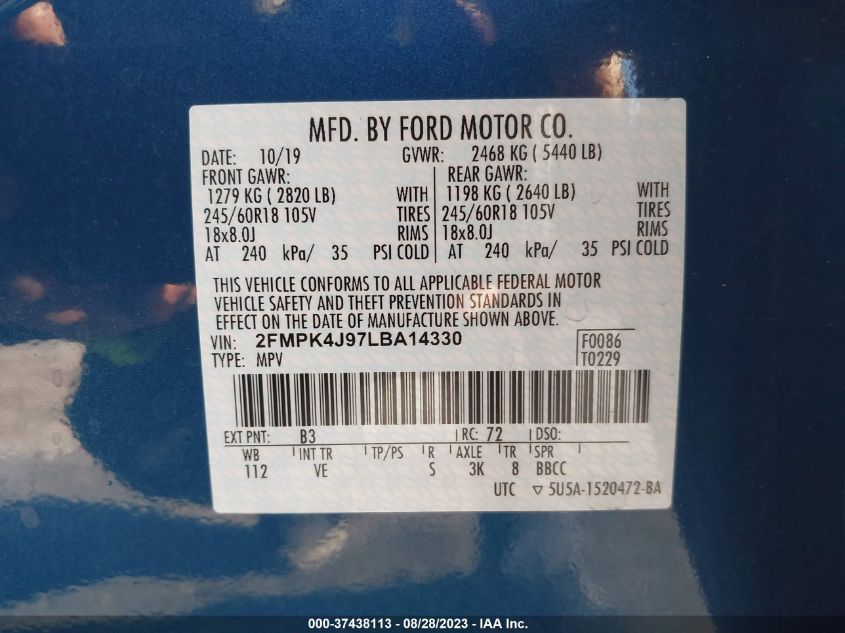 MFD. BY FORD MOTOR CO.
DATE: 10/19 GVWR: 2468 KG ( 5440 LB)
FRONT GAWR: REAR GAWR:
1279 KG ( 2820 LB) WITH 1198 KG ( 2640 LB) WITH
245/60R18 105V TIRES 245/60R18 105V TIRES
18x8.0J RIMS 18x8.0J RIMS
AT 240 kPa/ 35 PSI COLD AT 240 kPa/ 35 PSI COLD
THIS VEHICLE CONFORMS TO ALL APPLICABLE FEDERAL MOTOR
VEHICLE SAFETY AND THEFT PREVENTION STANDARDS IN
EFFECT ON THE DATE OF MANUFACTURE SHOWN ABOVE.
VIN: 2FMPK4J97LBA14330 F0086
TYPE: MPV T0229
EXT PNT: B3 RC: 72 DSO:
WB INT TR TP/PS R AXLE TR SPR
112 VE S 3K 8 BBCC
UTC ▽ 5U5A-1520472-BA
000-37438113 - 08/28/2023 - IAA Inc.